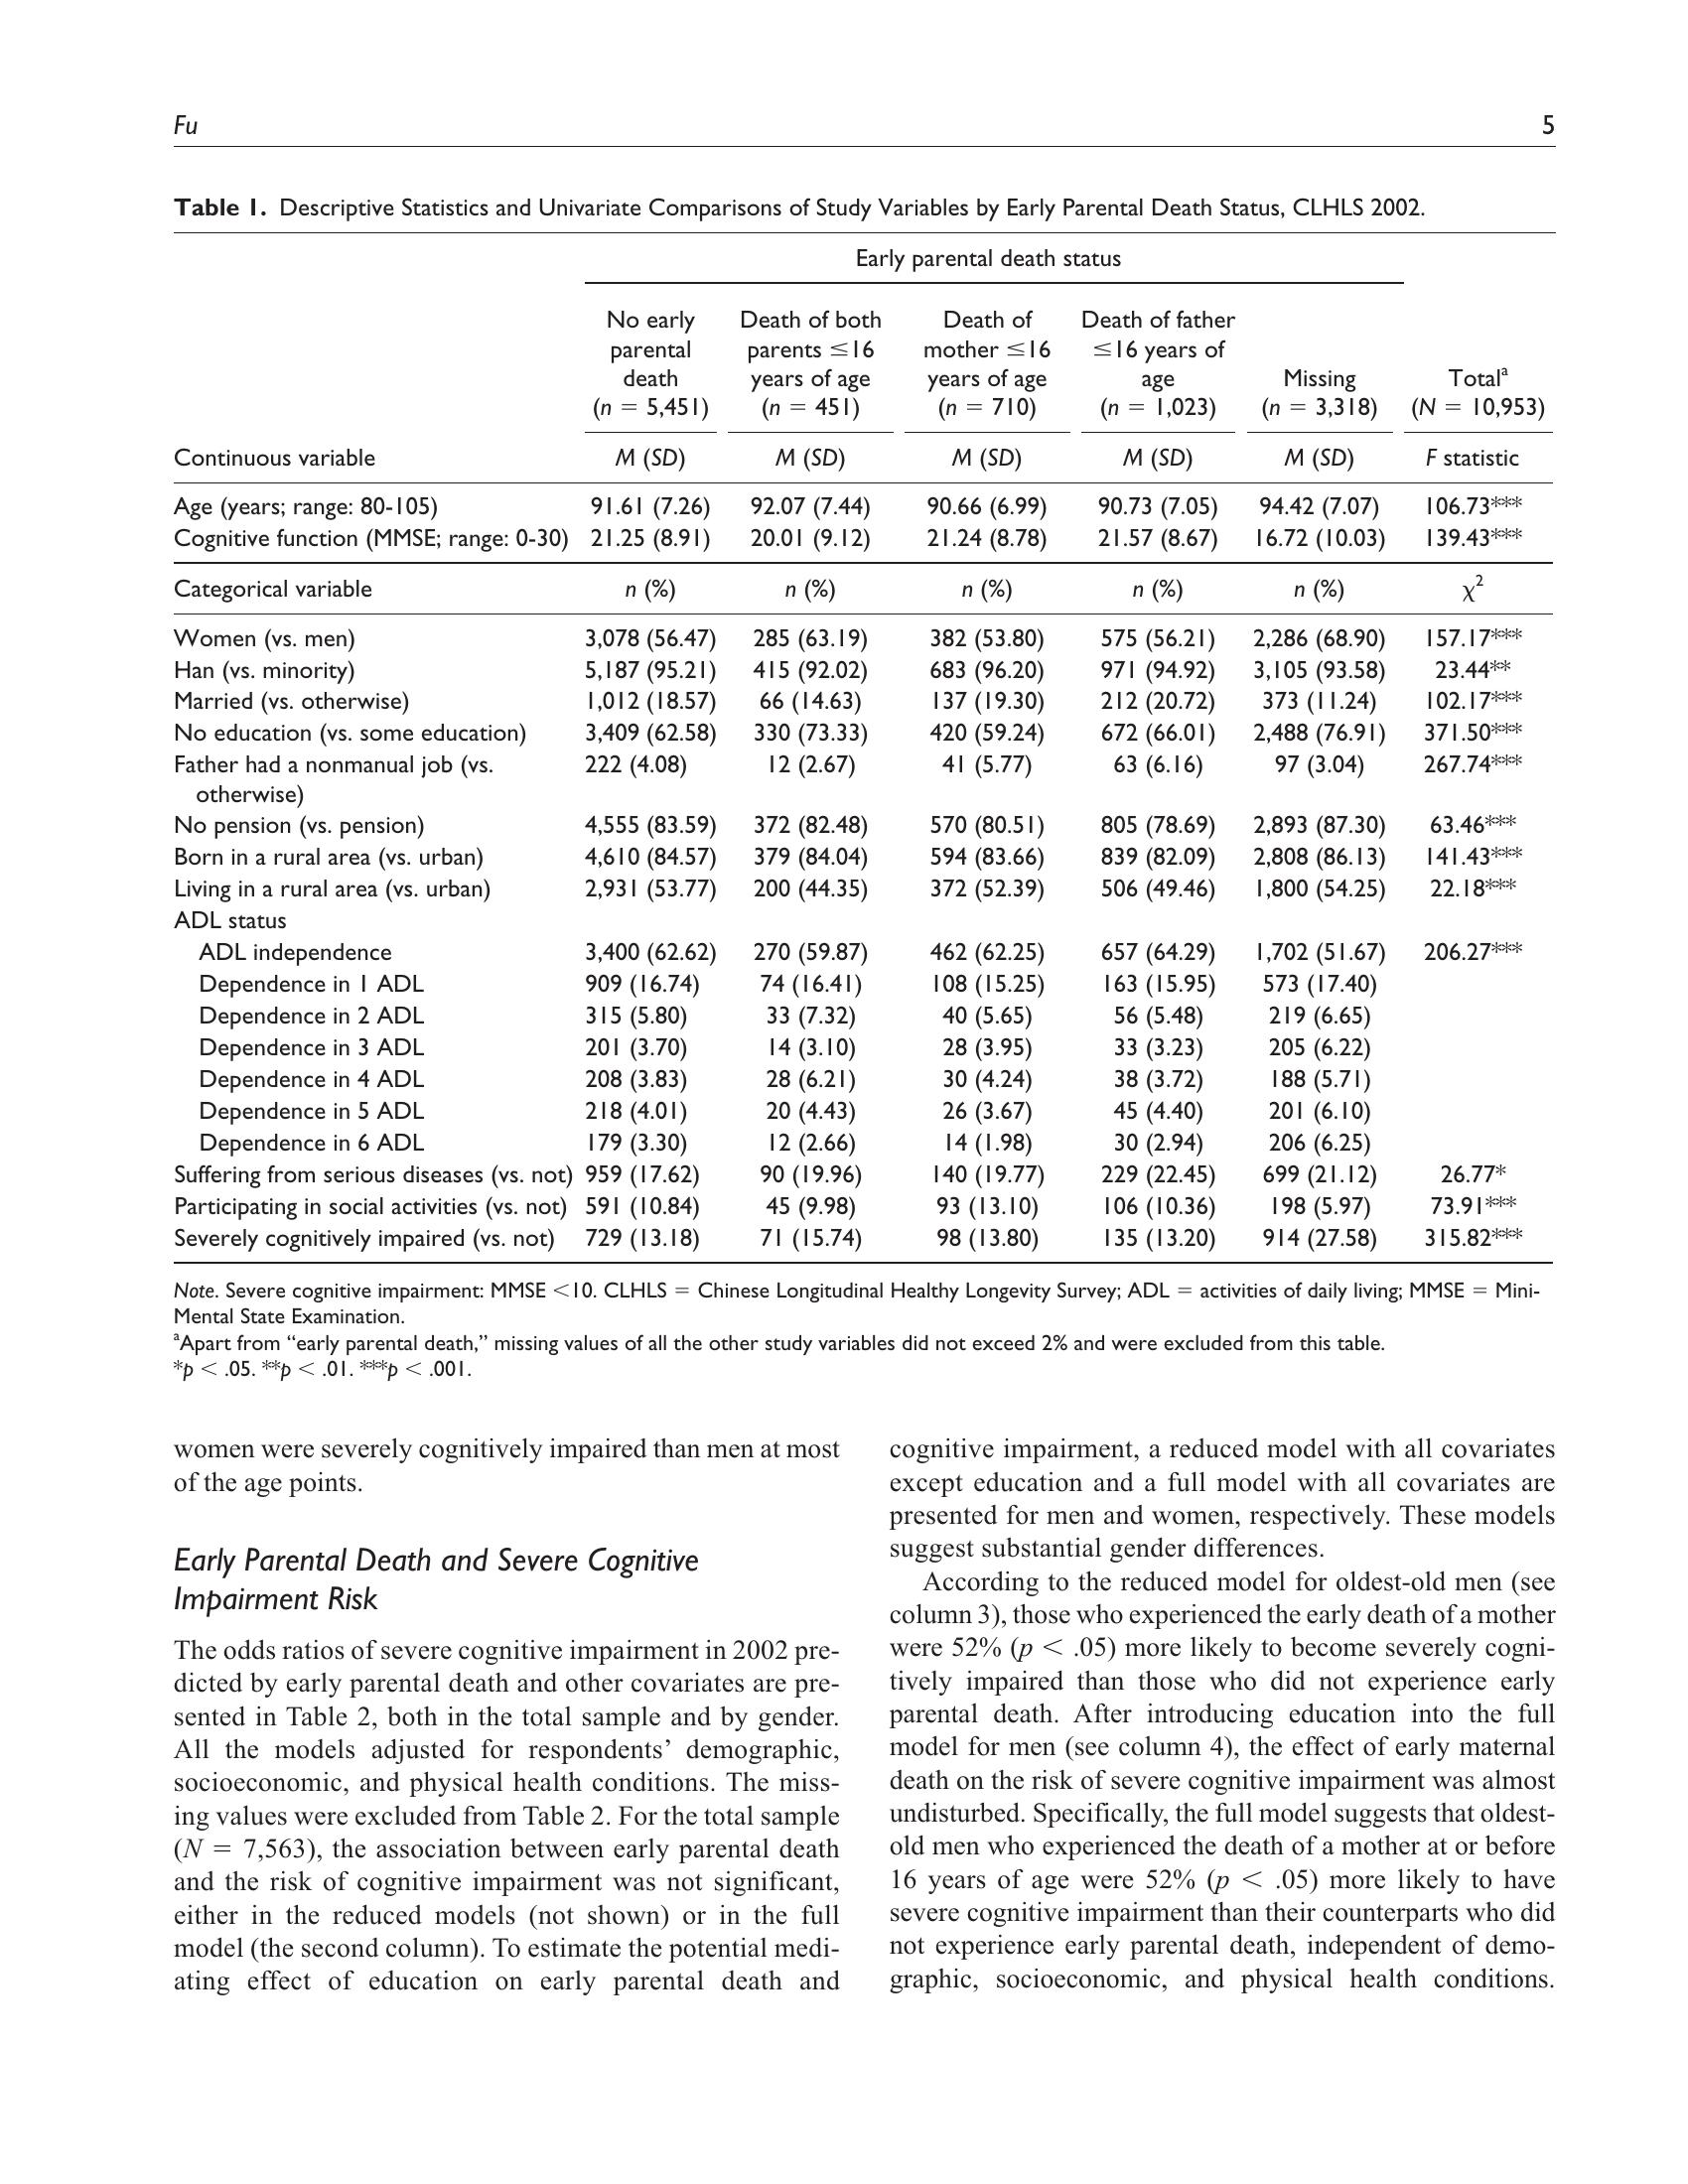 Fu 5
Table 1. Descriptive Statistics and Univariate Comparisons of Study Variables by Early Parental Death Status, CLHLS 2002.
Early parental death status
No early parental death (n = 5,451) Death of both parents ≤16 years of age (n = 451) Death of mother ≤16 years of age (n = 710) Death of father ≤16 years of age (n = 1,023) Missing (n = 3,318) Totalᵃ (N = 10,953)
Continuous variable M (SD) M (SD) M (SD) M (SD) M (SD) F statistic
Age (years; range: 80-105) 91.61 (7.26) 92.07 (7.44) 90.66 (6.99) 90.73 (7.05) 94.42 (7.07) 106.73***
Cognitive function (MMSE; range: 0-30) 21.25 (8.91) 20.01 (9.12) 21.24 (8.78) 21.57 (8.67) 16.72 (10.03) 139.43***
Categorical variable n (%) n (%) n (%) n (%) n (%) χ²
Women (vs. men) 3,078 (56.47) 285 (63.19) 382 (53.80) 575 (56.21) 2,286 (68.90) 157.17***
Han (vs. minority) 5,187 (95.21) 415 (92.02) 683 (96.20) 971 (94.92) 3,105 (93.58) 23.44**
Married (vs. otherwise) 1,012 (18.57) 66 (14.63) 137 (19.30) 212 (20.72) 373 (11.24) 102.17***
No education (vs. some education) 3,409 (62.58) 330 (73.33) 420 (59.24) 672 (66.01) 2,488 (76.91) 371.50***
Father had a nonmanual job (vs. 222 (4.08) 12 (2.67) 41 (5.77) 63 (6.16) 97 (3.04) 267.74***
otherwise)
No pension (vs. pension) 4,555 (83.59) 372 (82.48) 570 (80.51) 805 (78.69) 2,893 (87.30) 63.46***
Born in a rural area (vs. urban) 4,610 (84.57) 379 (84.04) 594 (83.66) 839 (82.09) 2,808 (86.13) 141.43***
Living in a rural area (vs. urban) 2,931 (53.77) 200 (44.35) 372 (52.39) 506 (49.46) 1,800 (54.25) 22.18***
ADL status
ADL independence 3,400 (62.62) 270 (59.87) 462 (62.25) 657 (64.29) 1,702 (51.67) 206.27***
Dependence in 1 ADL 909 (16.74) 74 (16.41) 108 (15.25) 163 (15.95) 573 (17.40)
Dependence in 2 ADL 315 (5.80) 33 (7.32) 40 (5.65) 56 (5.48) 219 (6.65)
Dependence in 3 ADL 201 (3.70) 14 (3.10) 28 (3.95) 33 (3.23) 205 (6.22)
Dependence in 4 ADL 208 (3.83) 28 (6.21) 30 (4.24) 38 (3.72) 188 (5.71)
Dependence in 5 ADL 218 (4.01) 20 (4.43) 26 (3.67) 45 (4.40) 201 (6.10)
Dependence in 6 ADL 179 (3.30) 12 (2.66) 14 (1.98) 30 (2.94) 206 (6.25)
Suffering from serious diseases (vs. not) 959 (17.62) 90 (19.96) 140 (19.77) 229 (22.45) 699 (21.12) 26.77*
Participating in social activities (vs. not) 591 (10.84) 45 (9.98) 93 (13.10) 106 (10.36) 198 (5.97) 73.91***
Severely cognitively impaired (vs. not) 729 (13.18) 71 (15.74) 98 (13.80) 135 (13.20) 914 (27.58) 315.82***
Note. Severe cognitive impairment: MMSE <10. CLHLS = Chinese Longitudinal Healthy Longevity Survey; ADL = activities of daily living; MMSE = Mini-
Mental State Examination.
ᵃApart from “early parental death,” missing values of all the other study variables did not exceed 2% and were excluded from this table.
*p < .05. **p < .01. ***p < .001.
women were severely cognitively impaired than men at most
of the age points.
Early Parental Death and Severe Cognitive
Impairment Risk
The odds ratios of severe cognitive impairment in 2002 pre-
dicted by early parental death and other covariates are pre-
sented in Table 2, both in the total sample and by gender.
All the models adjusted for respondents’ demographic,
socioeconomic, and physical health conditions. The miss-
ing values were excluded from Table 2. For the total sample
(N = 7,563), the association between early parental death
and the risk of cognitive impairment was not significant,
either in the reduced models (not shown) or in the full
model (the second column). To estimate the potential medi-
ating effect of education on early parental death and
cognitive impairment, a reduced model with all covariates
except education and a full model with all covariates are
presented for men and women, respectively. These models
suggest substantial gender differences.
According to the reduced model for oldest-old men (see
column 3), those who experienced the early death of a mother
were 52% (p < .05) more likely to become severely cogni-
tively impaired than those who did not experience early
parental death. After introducing education into the full
model for men (see column 4), the effect of early maternal
death on the risk of severe cognitive impairment was almost
undisturbed. Specifically, the full model suggests that oldest-
old men who experienced the death of a mother at or before
16 years of age were 52% (p < .05) more likely to have
severe cognitive impairment than their counterparts who did
not experience early parental death, independent of demo-
graphic, socioeconomic, and physical health conditions.